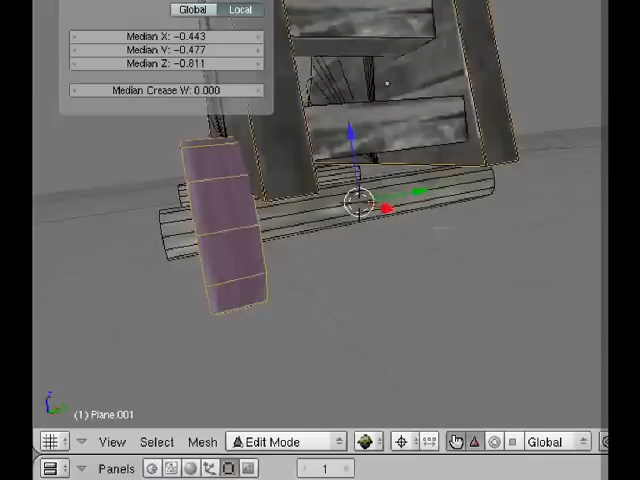 Global Local
Median X: -0.443
Median V: -0.477
Median Z: -0.811
Median Crease W: 0.000
z
(1) Plane.001
View Select Mesh Edit Mode Global
Panels 1